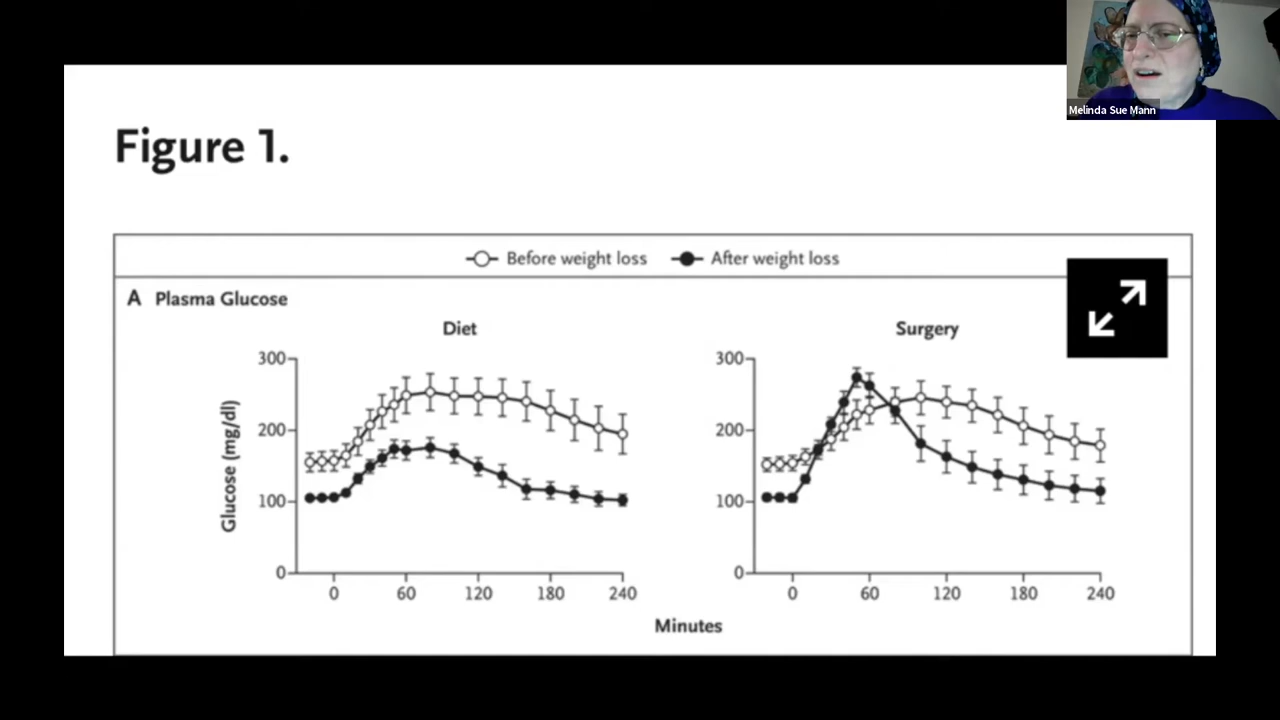 Melinda Sue Mann
Figure 1.
Before weight loss After weight loss
A Plasma Glucose
Diet
Surgery
300
200
100
0
Glucose (mg/dl)
0 60 120 180 240
300
200
100
0
0 60 120 180 240
Minutes